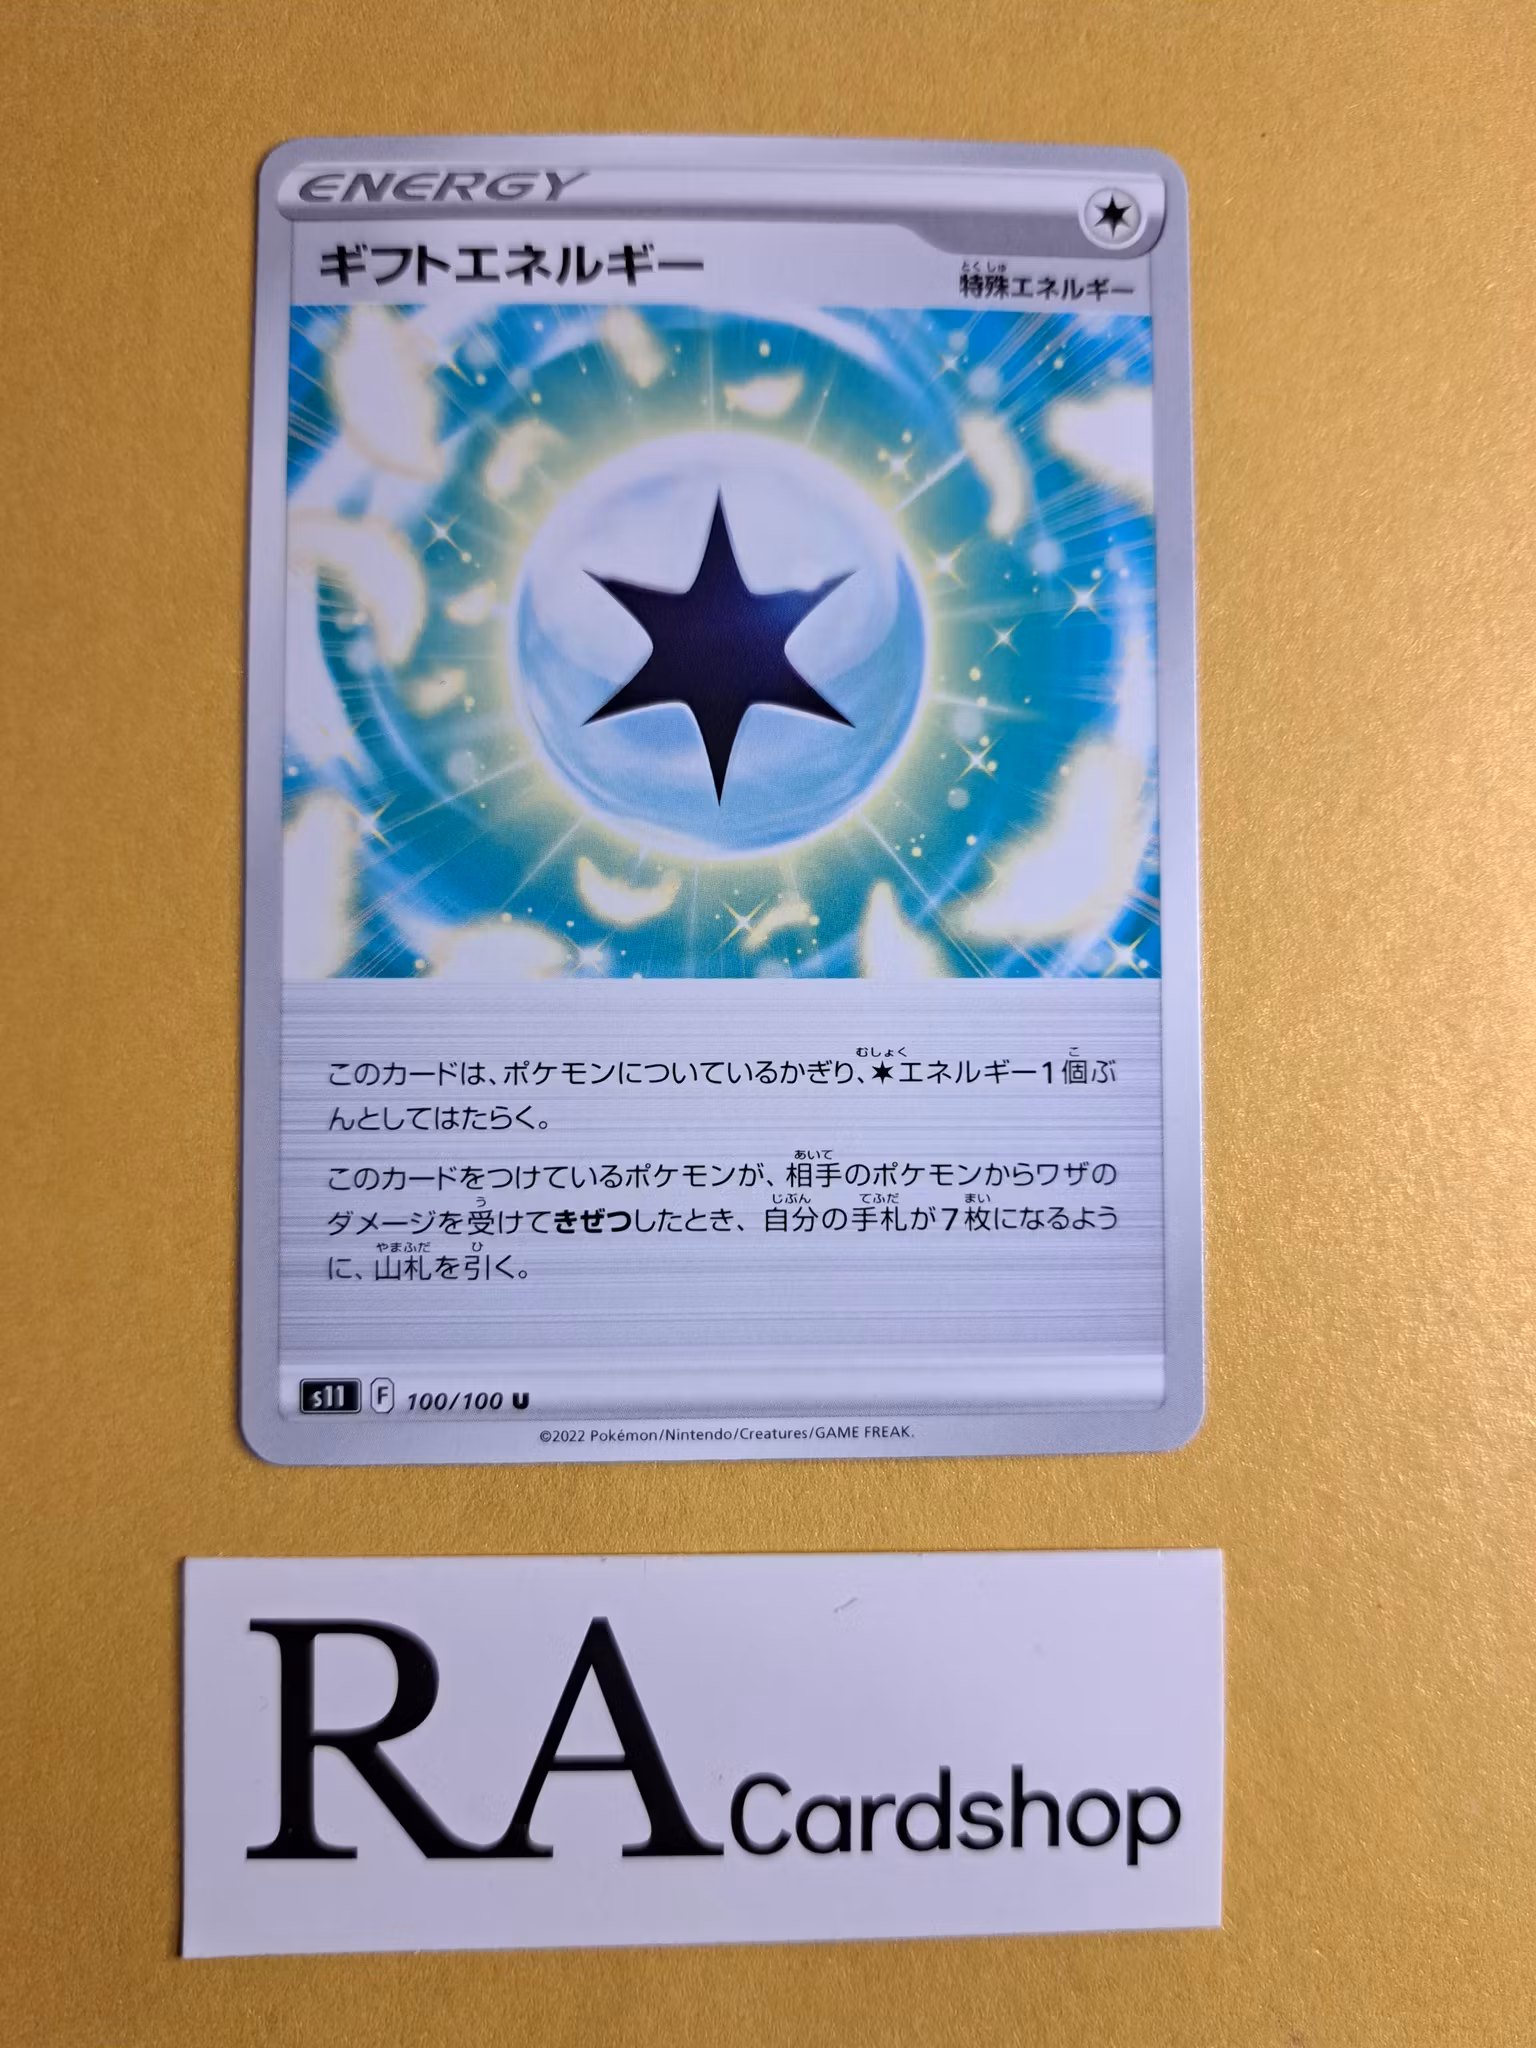 ENERGY
ギフトエネルギー
とくしゅ
特殊エネルギー
むしょく こ
このカードは、ポケモンについているかぎり、エネルギー1個ぶ
んとしてはたらく。
あいて
このカードをつけているポケモンが、相手のポケモンからワザの
う じぶん てふだ まい
ダメージを受けてきぜつしたとき、自分の手札が7枚になるよう
やまふだ ひ
に、山札を引く。
s11 F 100/100 U
©2022 Pokémon/Nintendo/Creatures/GAME FREAK.
RA Cardshop